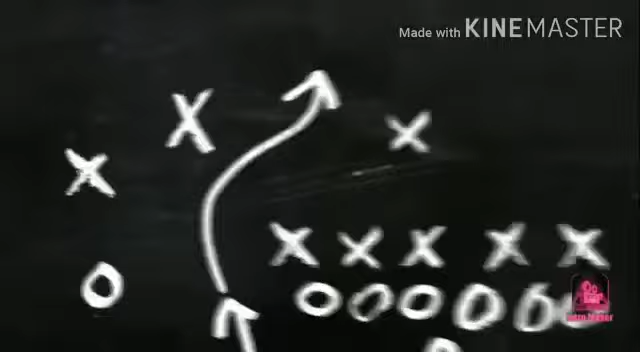 Made with KINEMASTER
X
X X
X X X X X
O O O O O O